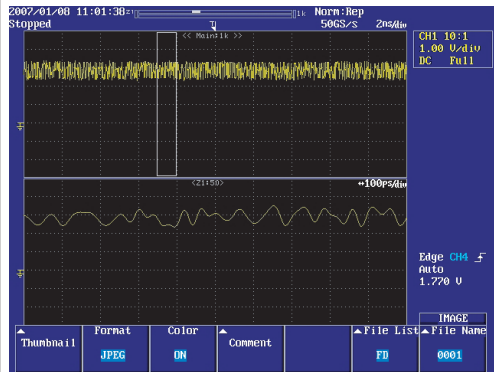 2007/01/08 11:01:38
1k Norm:Rep
Stopped
50GS/s 2ns/div
<< Main:1k >>
CH1 10:1
1.00 V/div
DC Full
<Z1:50>
↔100ps/div
Edge CH4
Auto
1.770 V
IMAGE
Thumbnail
Format
JPEG
Color
ON
Comment
File List
FD
File Name
0001